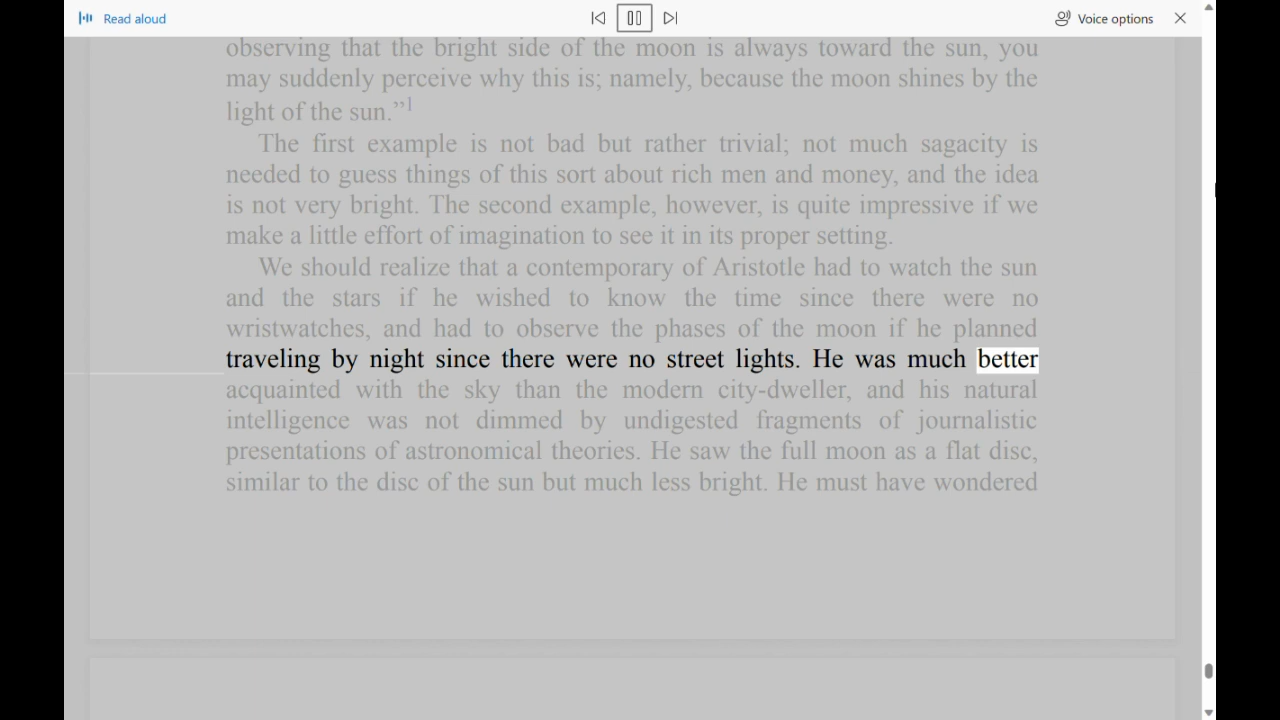 Read aloud
Voice options
observing that the bright side of the moon is always toward the sun, you
may suddenly perceive why this is; namely, because the moon shines by the
light of the sun.”1
The first example is not bad but rather trivial; not much sagacity is
needed to guess things of this sort about rich men and money, and the idea
is not very bright. The second example, however, is quite impressive if we
make a little effort of imagination to see it in its proper setting.
We should realize that a contemporary of Aristotle had to watch the sun
and the stars if he wished to know the time since there were no
wristwatches, and had to observe the phases of the moon if he planned
traveling by night since there were no street lights. He was much better
acquainted with the sky than the modern city-dweller, and his natural
intelligence was not dimmed by undigested fragments of journalistic
presentations of astronomical theories. He saw the full moon as a flat disc,
similar to the disc of the sun but much less bright. He must have wondered